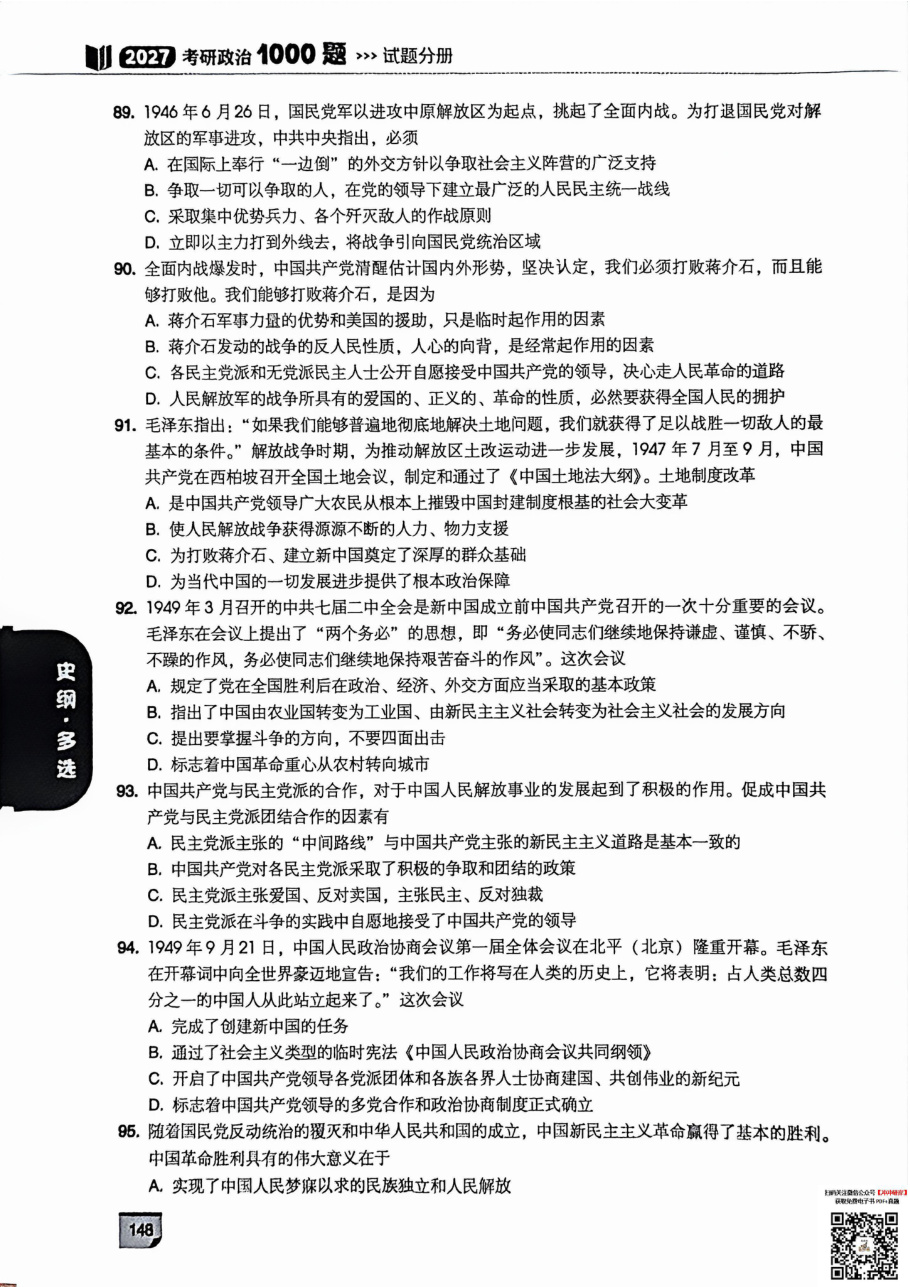 2027 考研政治1000题 >>> 试题分册
89. 1946年6月26日，国民党军以进攻中原解放区为起点，挑起了全面内战。为打退国民党对解
放区的军事进攻，中共中央指出，必须
A. 在国际上奉行“一边倒”的外交方针以争取社会主义阵营的广泛支持
B. 争取一切可以争取的人，在党的领导下建立最广泛的人民民主统一战线
C. 采取集中优势兵力、各个歼灭敌人的作战原则
D. 立即以主力打到外线去，将战争引向国民党统治区域
90. 全面内战爆发时，中国共产党清醒估计国内外形势，坚决认定，我们必须打败蒋介石，而且能
够打败他。我们能够打败蒋介石，是因为
A. 蒋介石军事力量的优势和美国的援助，只是临时起作用的因素
B. 蒋介石发动的战争的反人民性质，人心的向背，是经常起作用的因素
C. 各民主党派和无党派民主人士公开自愿接受中国共产党的领导，决心走人民革命的道路
D. 人民解放军的战争所具有的爱国的、正义的、革命的性质，必然要获得全国人民的拥护
91. 毛泽东指出：“如果我们能够普遍地彻底地解决土地问题，我们就获得了足以战胜一切敌人的最
基本的条件。”解放战争时期，为推动解放区土改运动进一步发展，1947年7月至9月，中国
共产党在西柏坡召开全国土地会议，制定和通过了《中国土地法大纲》。土地制度改革
A. 是中国共产党领导广大农民从根本上摧毁中国封建制度根基的社会大变革
B. 使人民解放战争获得源源不断的人力、物力支援
C. 为打败蒋介石、建立新中国奠定了深厚的群众基础
D. 为当代中国的一切发展进步提供了根本政治保障
92. 1949年3月召开的中共七届二中全会是新中国成立前中国共产党召开的一次十分重要的会议。
毛泽东在会议上提出了“两个务必”的思想，即“务必使同志们继续地保持谦虚、谨慎、不骄、
不躁的作风，务必使同志们继续地保持艰苦奋斗的作风”。这次会议
A. 规定了党在全国胜利后在政治、经济、外交方面应当采取的基本政策
B. 指出了中国由农业国转变为工业国、由新民主主义社会转变为社会主义社会的发展方向
C. 提出要掌握斗争的方向，不要四面出击
D. 标志着中国革命重心从农村转向城市
史纲·多选
93. 中国共产党与民主党派的合作，对于中国人民解放事业的发展起到了积极的作用。促成中国共
产党与民主党派团结合作的因素有
A. 民主党派主张的“中间路线”与中国共产党主张的新民主主义道路是基本一致的
B. 中国共产党对各民主党派采取了积极的争取和团结的政策
C. 民主党派主张爱国、反对卖国，主张民主、反对独裁
D. 民主党派在斗争的实践中自愿地接受了中国共产党的领导
94. 1949年9月21日，中国人民政治协商会议第一届全体会议在北平（北京）隆重开幕。毛泽东
在开幕词中向全世界豪迈地宣告：“我们的工作将写在人类的历史上，它将表明：占人类总数四
分之一的中国人从此站立起来了。”这次会议
A. 完成了创建新中国的任务
B. 通过了社会主义类型的临时宪法《中国人民政治协商会议共同纲领》
C. 开启了中国共产党领导各党派团体和各族各界人士协商建国、共创伟业的新纪元
D. 标志着中国共产党领导的多党合作和政治协商制度正式确立
95. 随着国民党反动统治的覆灭和中华人民共和国的成立，中国新民主主义革命赢得了基本的胜利。
中国革命胜利具有的伟大意义在于
A. 实现了中国人民梦寐以求的民族独立和人民解放
148
扫码关注微信公众号【冲冲研资】
获取免费电子书PDF+真题